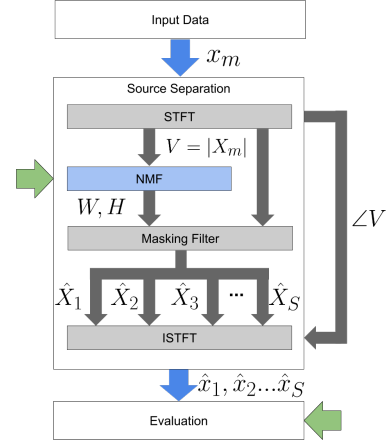 Input Data
x_m
Source Separation
STFT
V = |X_m|
NMF
W, H
∠V
Masking Filter
X̂_1 X̂_2 X̂_3 ... X̂_S
ISTFT
x̂_1, x̂_2...x̂_S
Evaluation